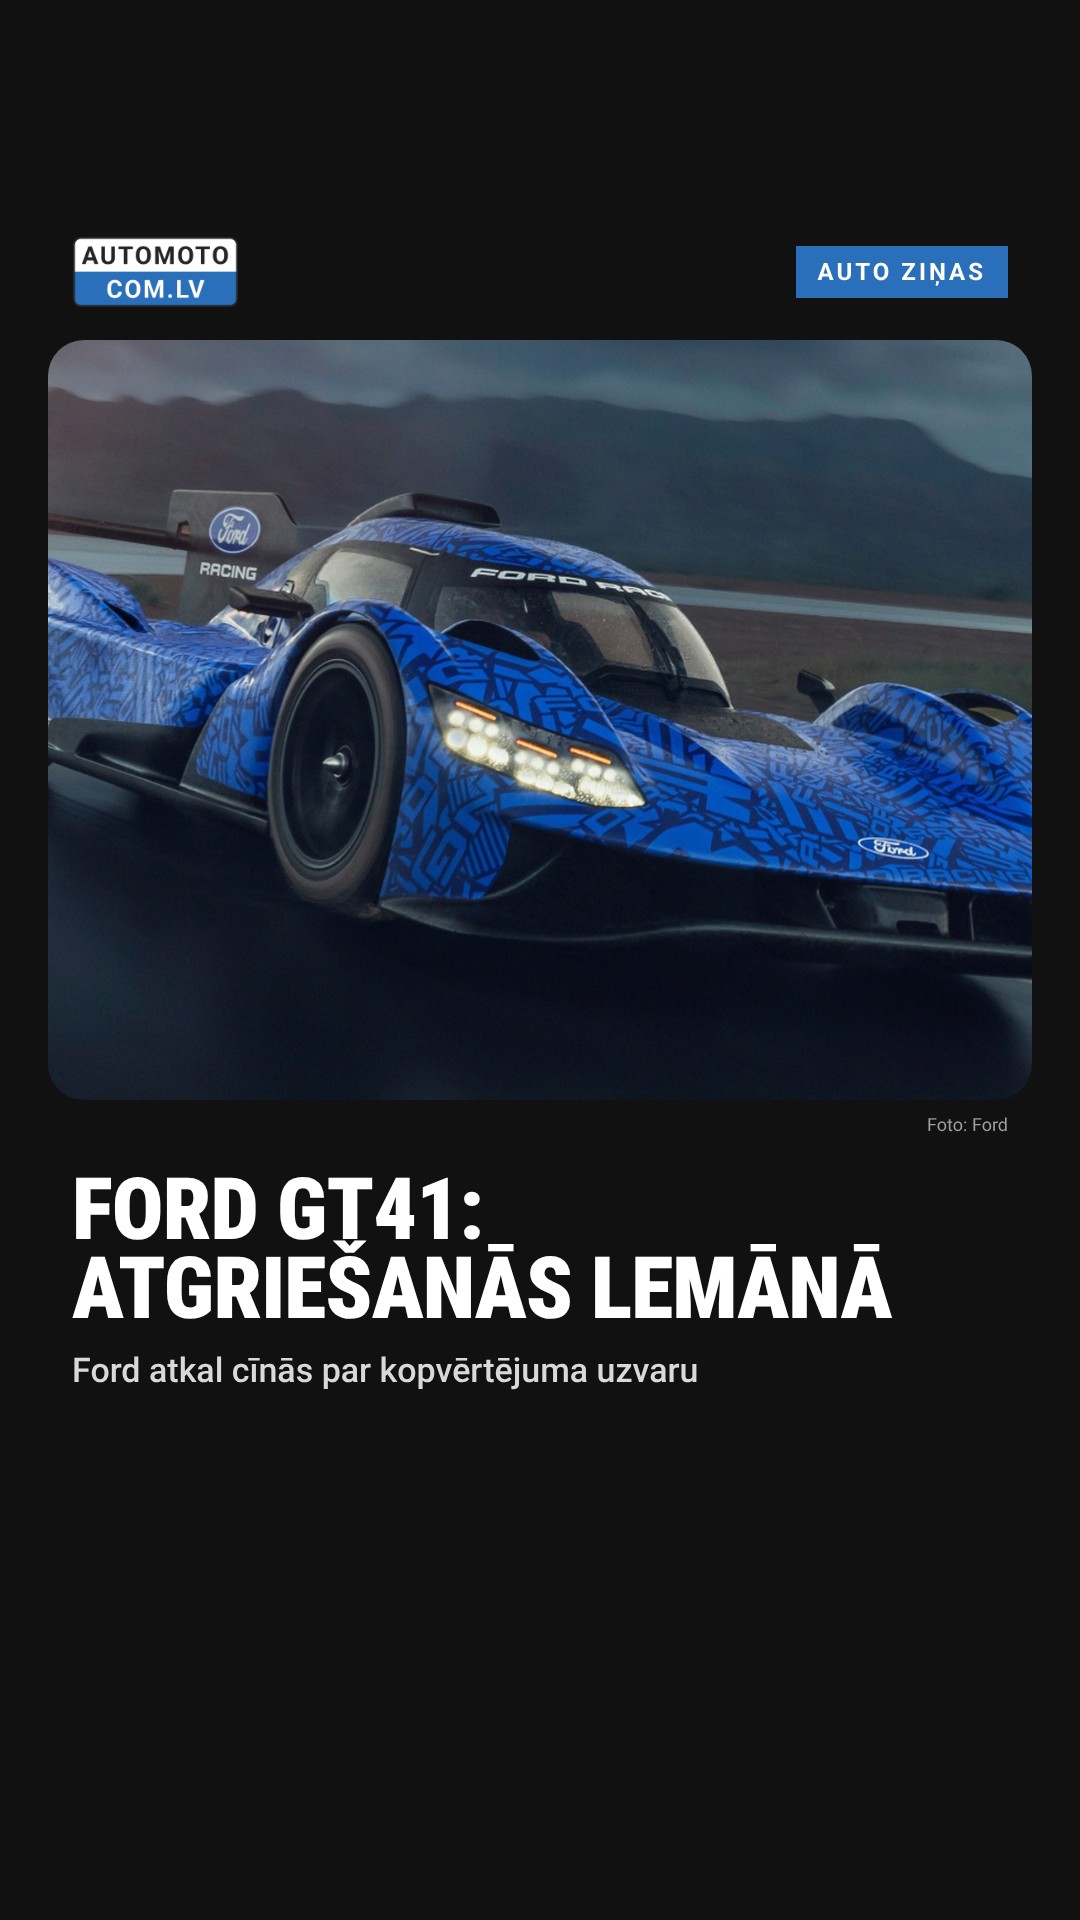 AUTOMOTO
COM.LV
AUTO ZIŅAS
Ford
RACING
FORD RAC
Ford
Foto: Ford
FORD GT41:
ATGRIEŠANĀS LEMĀNĀ
Ford atkal cīnās par kopvērtējuma uzvaru